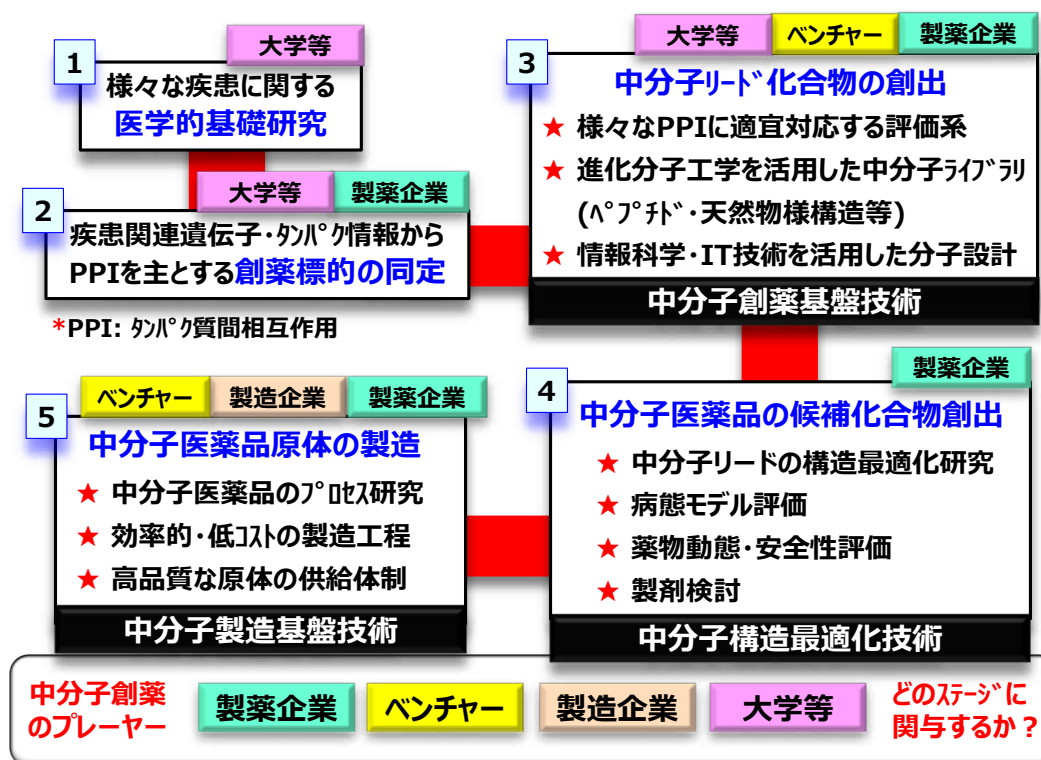 1
大学等
様々な疾患に関する
医学的基礎研究
2
大学等 製薬企業
疾患関連遺伝子・ﾀﾝﾊﾟｸ情報から
PPIを主とする創薬標的の同定
*PPI: ﾀﾝﾊﾟｸ質間相互作用
3
大学等 ベンチャー 製薬企業
中分子ﾘｰﾄﾞ化合物の創出
★ 様々なPPIに適宜対応する評価系
★ 進化分子工学を活用した中分子ﾗｲﾌﾞﾗﾘ
(ﾍﾟﾌﾟﾁﾄﾞ・天然物様構造等)
★ 情報科学・IT技術を活用した分子設計
中分子創薬基盤技術
4
製薬企業
中分子医薬品の候補化合物創出
★ 中分子リードの構造最適化研究
★ 病態モデル評価
★ 薬物動態・安全性評価
★ 製剤検討
中分子構造最適化技術
5
ベンチャー 製造企業 製薬企業
中分子医薬品原体の製造
★ 中分子医薬品のﾌﾟﾛｾｽ研究
★ 効率的・低ｺｽﾄの製造工程
★ 高品質な原体の供給体制
中分子製造基盤技術
中分子創薬
のプレーヤー
製薬企業 ベンチャー 製造企業 大学等
どのｽﾃｰｼﾞに
関与するか？